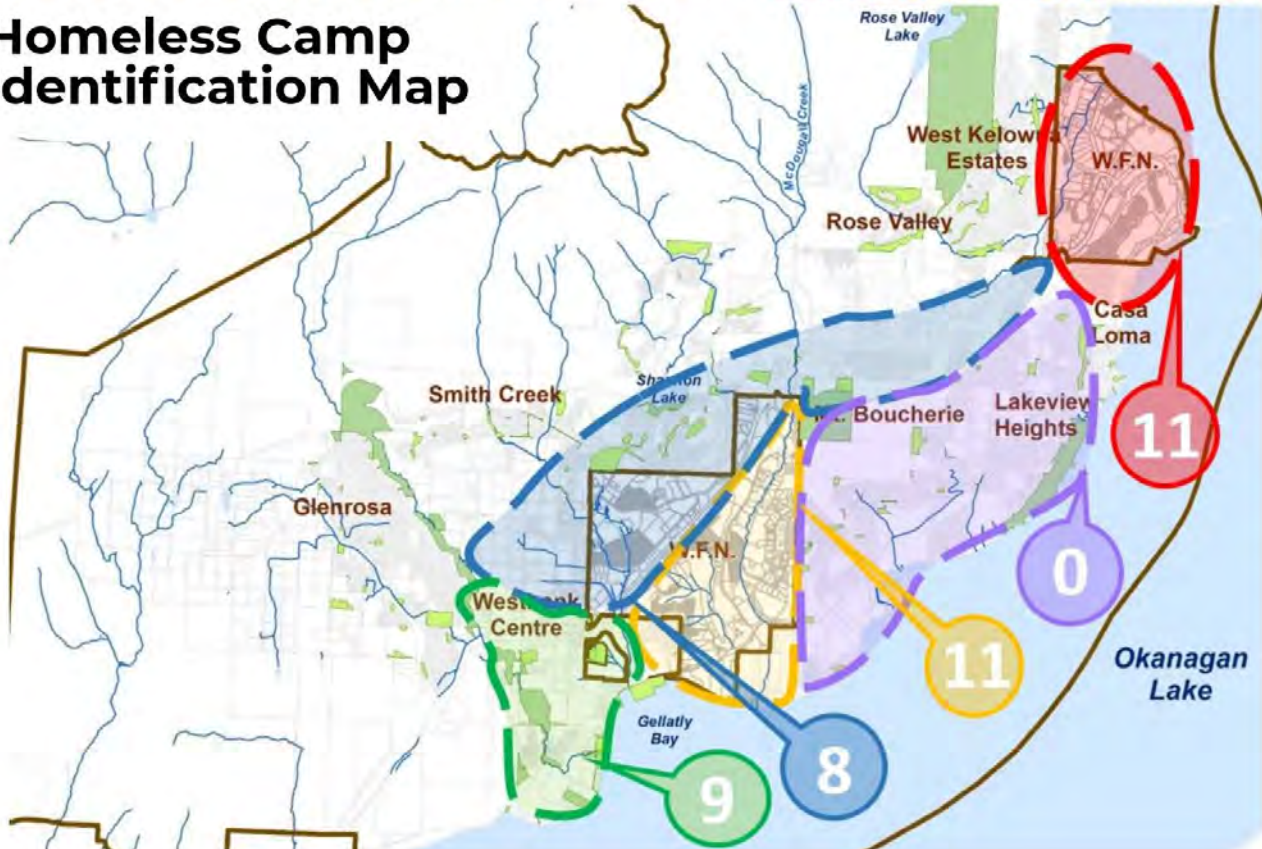 Homeless Camp
dentification Map
Rose Valley
Lake
McDougall Creek
West Kelowna
Estates
W.F.N.
Rose Valley
Casa
Loma
Smith Creek
Shannon
Lake
Mt. Boucherie
Lakeview
Heights
11
Glenrosa
W.F.N.
0
Westbank
Centre
11
Okanagan
Lake
Gellatly
Bay
8
9